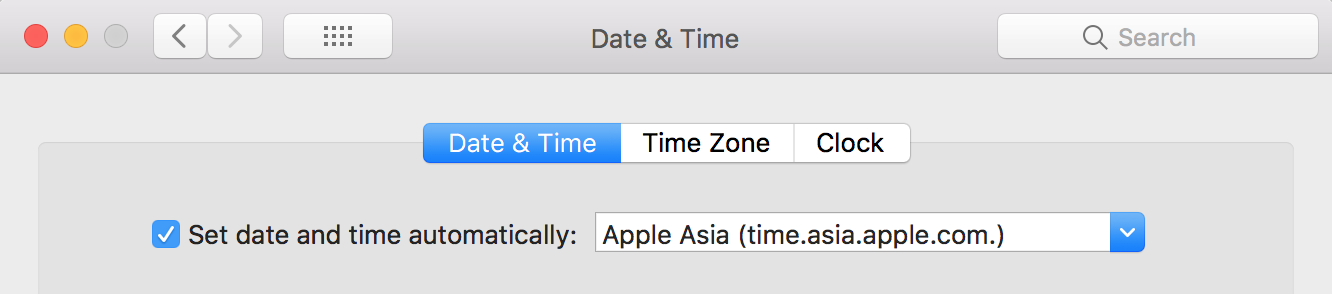 Date & Time
Search
Date & Time Time Zone Clock
Set date and time automatically: Apple Asia (time.asia.apple.com.)